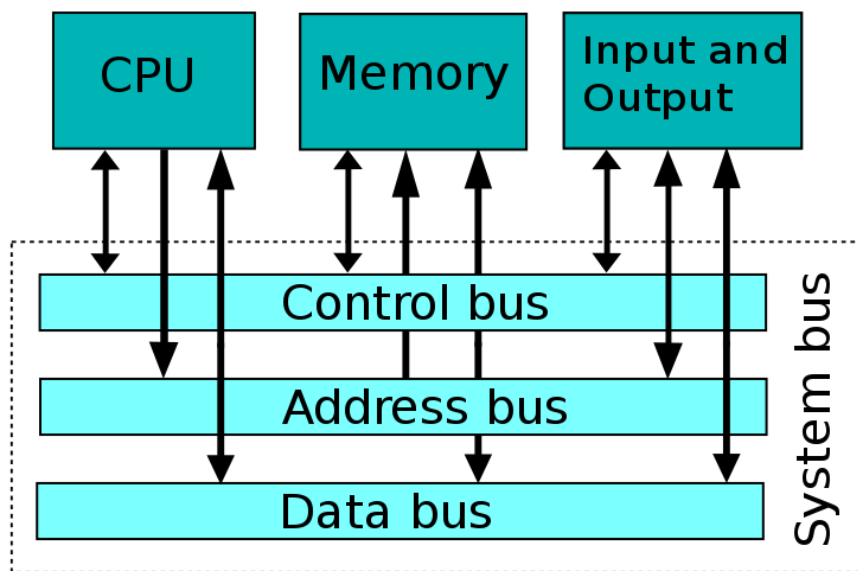 CPU
Memory
Input and
Output
Control bus
Address bus
Data bus
System bus